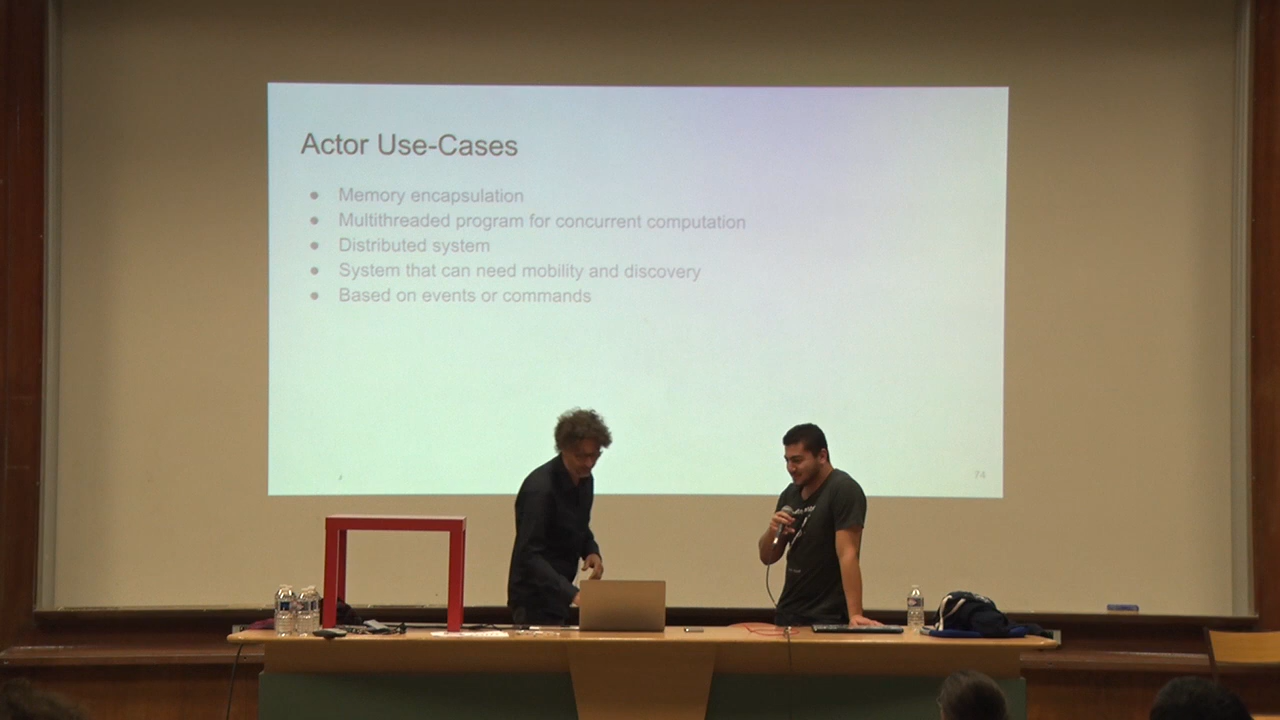 Actor Use-Cases
● Memory encapsulation
● Multithreaded program for concurrent computation
● Distributed system
● System that can need mobility and discovery
● Based on events or commands
74